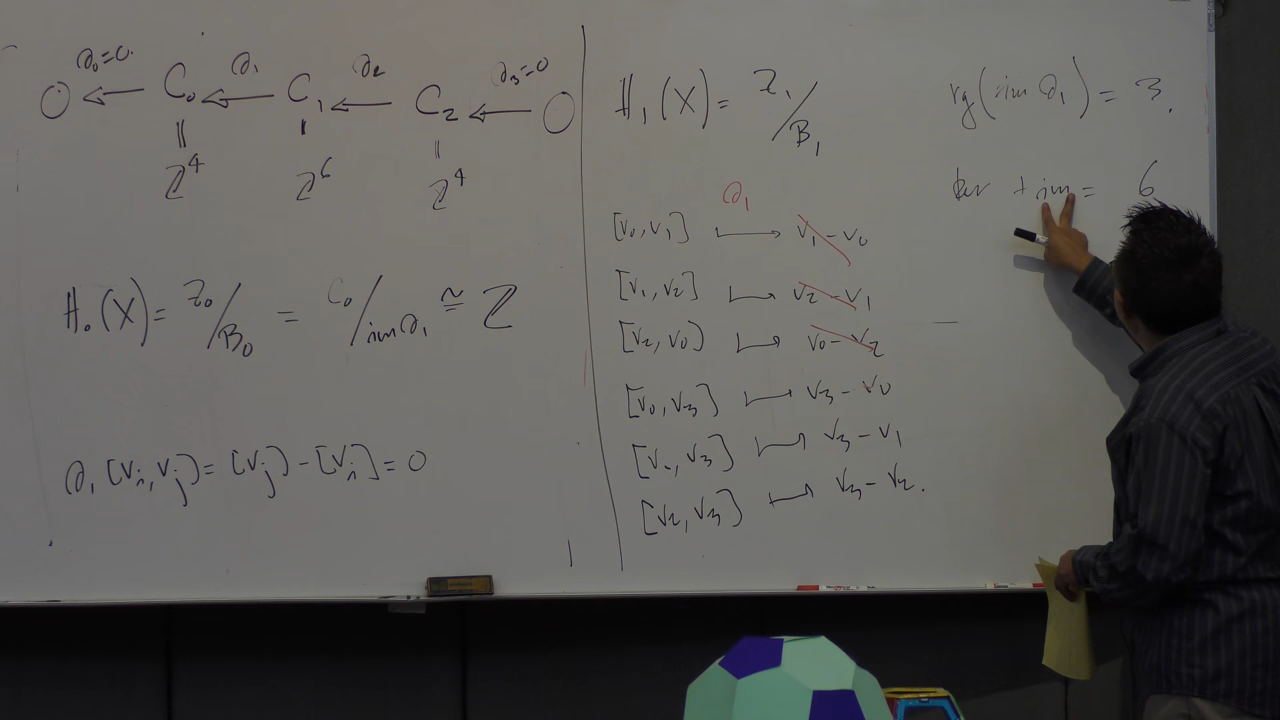 ∂₀=0 ∂₁ ∂₂ ∂₃=0
0 ← C₀ ← C₁ ← C₂ ← 0
ℤ⁴ ℤ⁶ ℤ⁴
H₀(X) = Z₀/B₀ = C₀/im ∂₁ ≅ ℤ
∂₁[Vᵢ,Vⱼ] = [Vⱼ] - [Vᵢ] = 0
H₁(X) = Z₁/B₁
∂₁
[V₀,V₁] ↦ V₁ - V₀
[V₁,V₂] ↦ V₂ - V₁
[V₂,V₀] ↦ V₀ - V₂
[V₀,V₃] ↦ V₃ - V₀
[V₁,V₃] ↦ V₃ - V₁
[V₂,V₃] ↦ V₃ - V₂.
rg(im ∂₁) = 3.
ker + im = 6